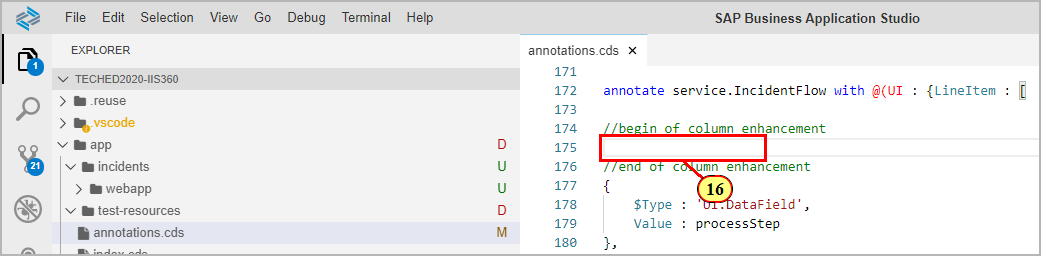 File Edit Selection View Go Debug Terminal Help SAP Business Application Studio
EXPLORER
TECHED2020-IIS360
.reuse
.vscode
app D
incidents U
webapp U
test-resources D
annotations.cds M
1
21
annotations.cds ×
171
172 annotate service.IncidentFlow with @(UI : {LineItem : [
173
174 //begin of column enhancement
175
176 //end of column enhancement
177 {
178 $Type : 'UI.DataField',
179 Value : processStep
180 },
16